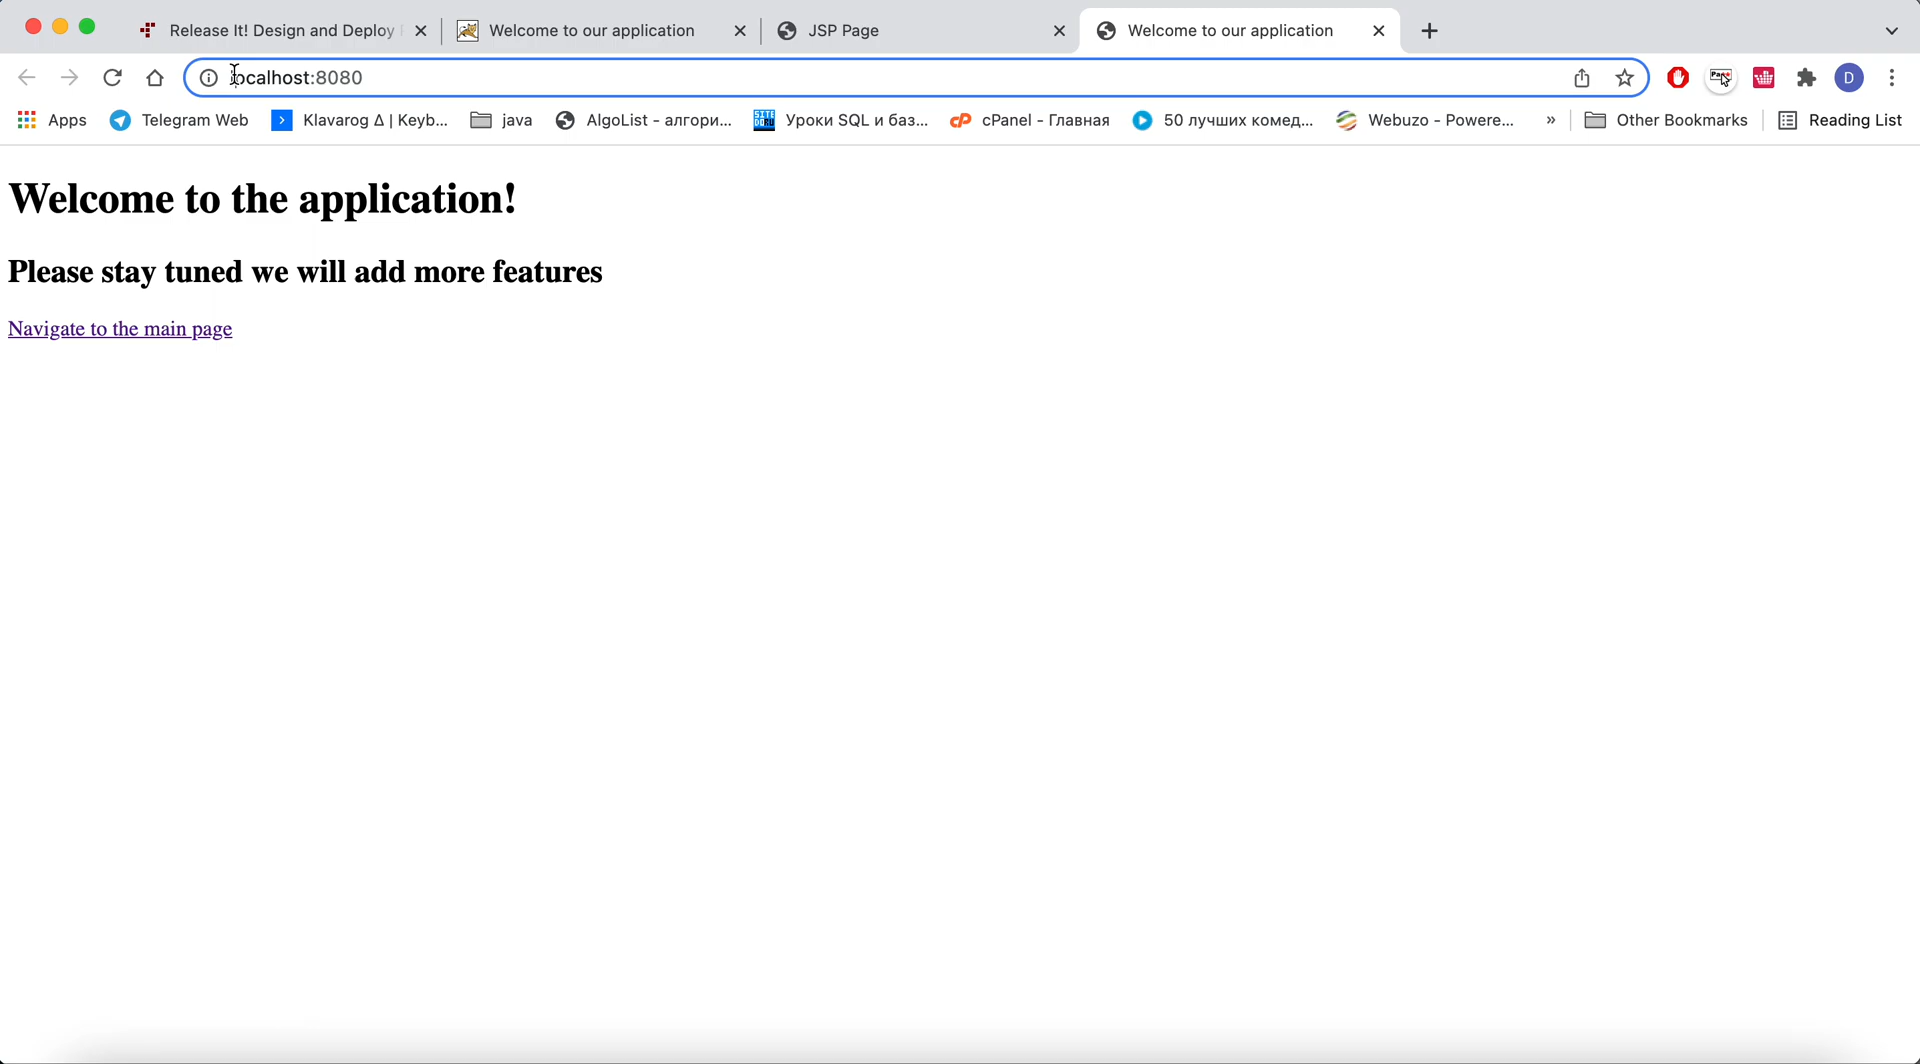 Release It! Design and Deploy
Welcome to our application
JSP Page
Welcome to our application
localhost:8080
D
Apps
Telegram Web
Klavarog Δ | Keyb...
java
AlgoList - алгори...
Уроки SQL и баз...
cPanel - Главная
50 лучших комед...
Webuzo - Powere...
»
Other Bookmarks
Reading List
Welcome to the application!
Please stay tuned we will add more features
Navigate to the main page